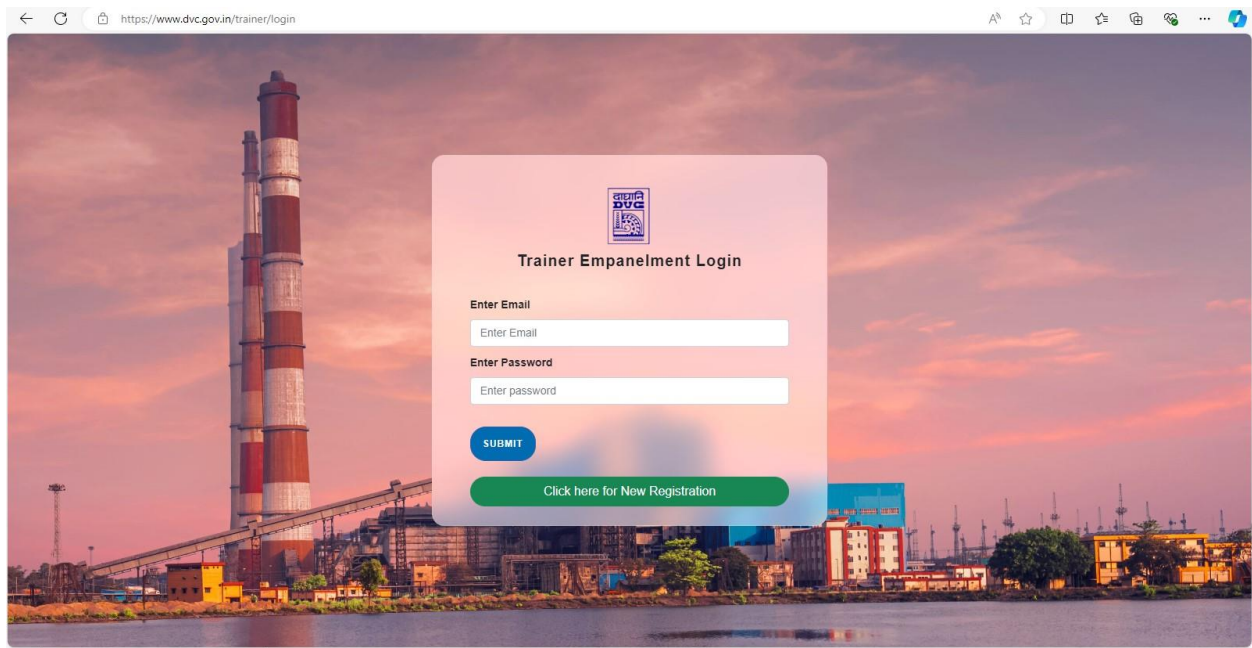 https://www.dvc.gov.in/trainer/login
DVC
Trainer Empanelment Login
Enter Email
Enter Email
Enter Password
Enter password
SUBMIT
Click here for New Registration